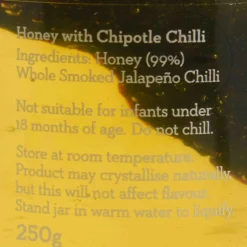 Honey with Chipotle Chilli
Ingredients: Honey (99%)
Whole Smoked Jalapeño Chilli
Not suitable for infants under
18 months of age. Do not chill.
Store at room temperature.
Product may crystallise naturally,
but this will not affect flavour.
Stand jar in warm water to liquify.
250g